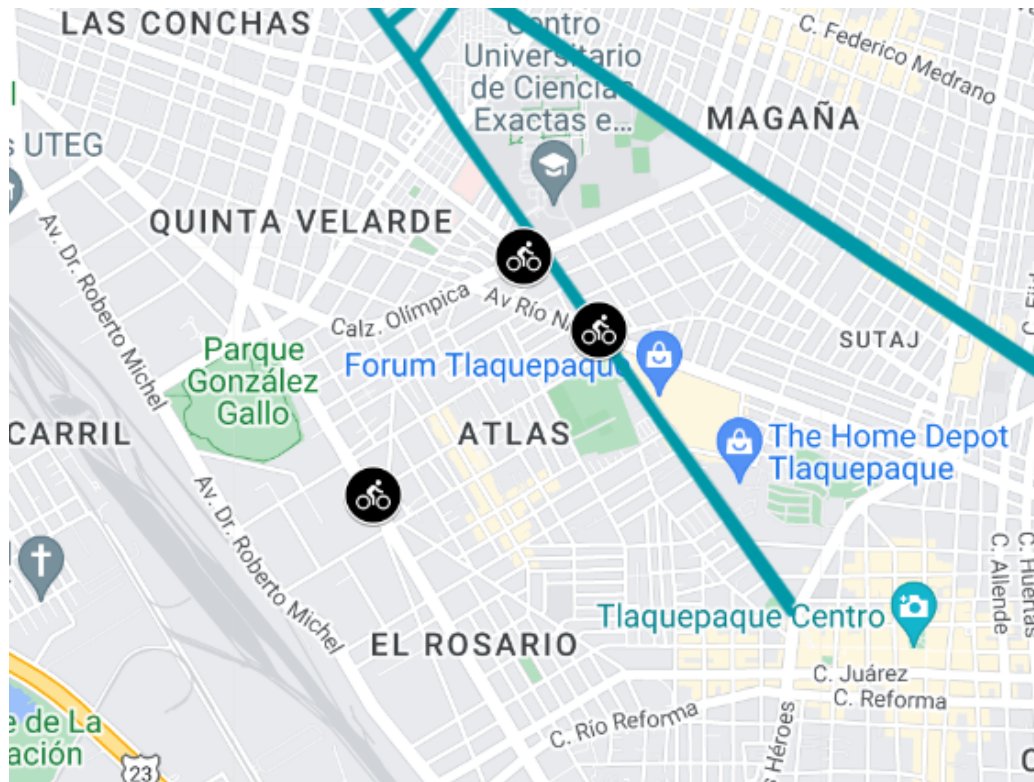 LAS CONCHAS
Centro
Universitario
de Ciencias
Exactas e...
C. Federico Medrano
MAGAÑA
UTEG
QUINTA VELARDE
Av. Dr. Roberto Michel
Calz. Olímpica
Av Río
SUTAJ
Parque
González
Gallo
Forum Tlaquepaque
CARRIL
ATLAS
The Home Depot
Tlaquepaque
Av. Dr. Roberto Michel
C. Allende
C. Huertas
Tlaquepaque Centro
EL ROSARIO
C. Juárez
C. Reforma
C. Río Reforma
Héroes
e de La
ación
23